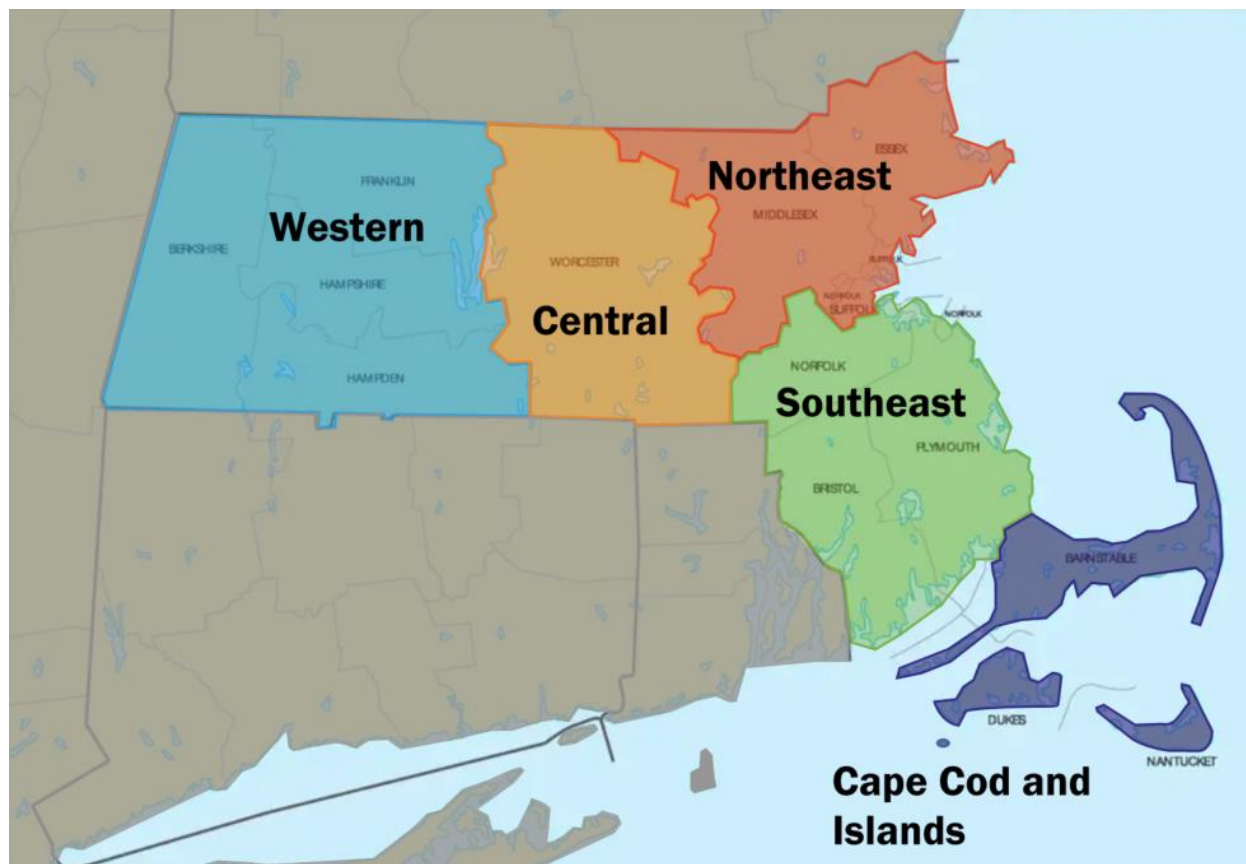 ESSEX
Northeast
FRANKLIN
MIDDLESEX
Western
BERKSHIRE
WORCESTER
SUFFOLK
HAMPSHIRE
NORFOLK
SUFFOLK
NORFOLK
Central
NORFOLK
HAMPDEN
Southeast
PLYMOUTH
BRISTOL
BARNSTABLE
DUKES
NANTUCKET
Cape Cod and
Islands